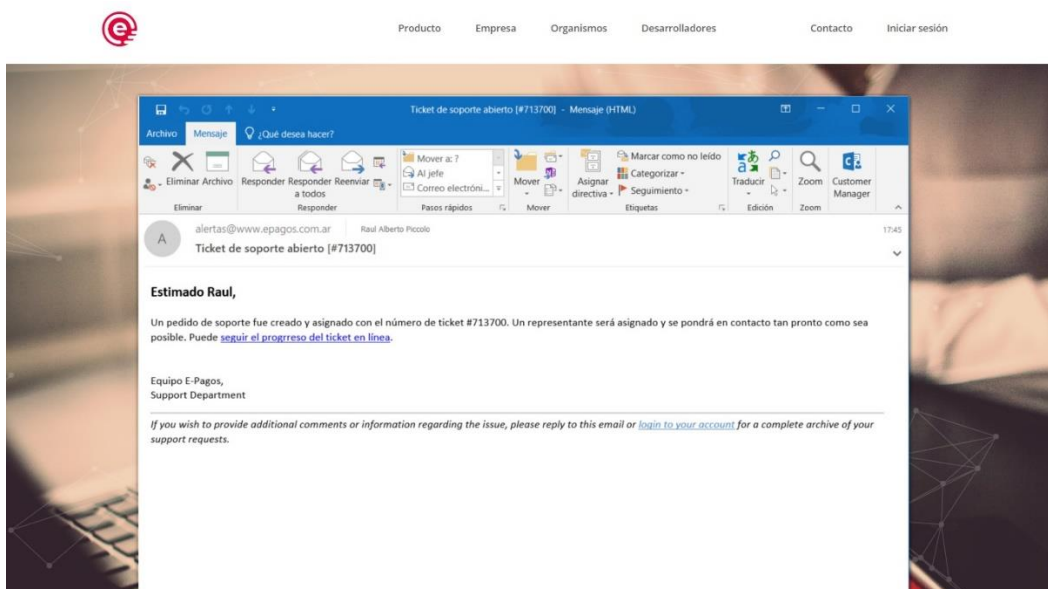 e
Producto Empresa Organismos Desarrolladores Contacto Iniciar sesión
Ticket de soporte abierto [#713700] - Mensaje (HTML)
Archivo Mensaje ¿Qué desea hacer?
Eliminar Archivo
Responder Responder a todos Reenviar
Mover a: ?
Al jefe
Correo electróni...
Mover
Asignar directiva
Marcar como no leído
Categorizar
Seguimiento
Traducir
Zoom
Customer Manager
Eliminar Responder Pasos rápidos Mover Etiquetas Edición Zoom
A
alertas@www.epagos.com.ar Raul Alberto Piccolo 17:45
Ticket de soporte abierto [#713700]
Estimado Raul,
Un pedido de soporte fue creado y asignado con el número de ticket #713700. Un representante será asignado y se pondrá en contacto tan pronto como sea
posible. Puede seguir el progrreso del ticket en línea.
Equipo E-Pagos,
Support Department
If you wish to provide additional comments or information regarding the issue, please reply to this email or login to your account for a complete archive of your
support requests.